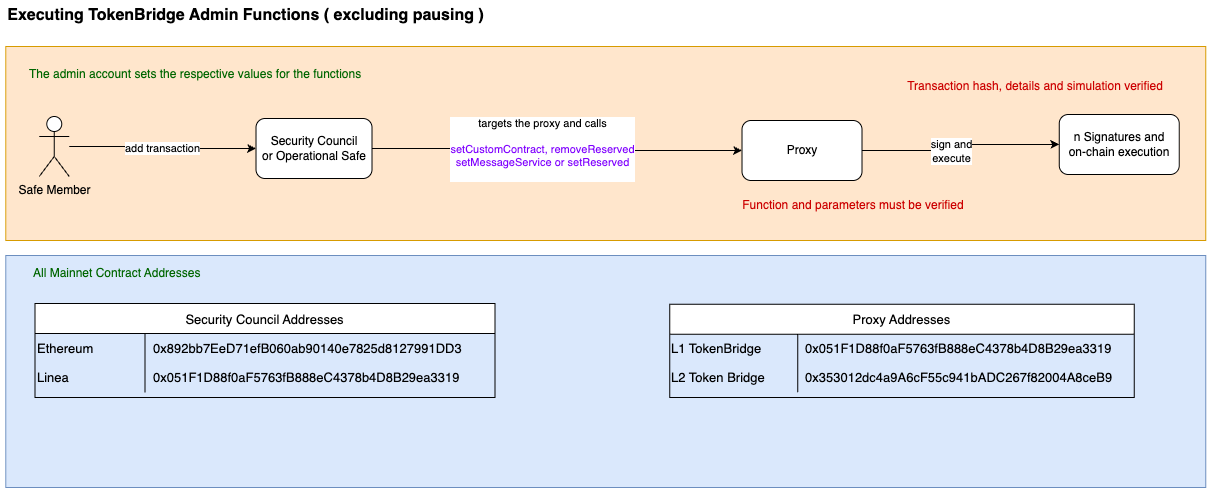 Executing TokenBridge Admin Functions ( excluding pausing )
The admin account sets the respective values for the functions
Transaction hash, details and simulation verified
Safe Member
add transaction
Security Council
or Operational Safe
targets the proxy and calls
setCustomContract, removeReserved
setMessageService or setReserved
Proxy
sign and
execute
n Signatures and
on-chain execution
Function and parameters must be verified
All Mainnet Contract Addresses
Security Council Addresses
Ethereum 0x892bb7EeD71efB060ab90140e7825d8127991DD3
Linea 0x051F1D88f0aF5763fB888eC4378b4D8B29ea3319
Proxy Addresses
L1 TokenBridge 0x051F1D88f0aF5763fB888eC4378b4D8B29ea3319
L2 Token Bridge 0x353012dc4a9A6cF55c941bADC267f82004A8ceB9